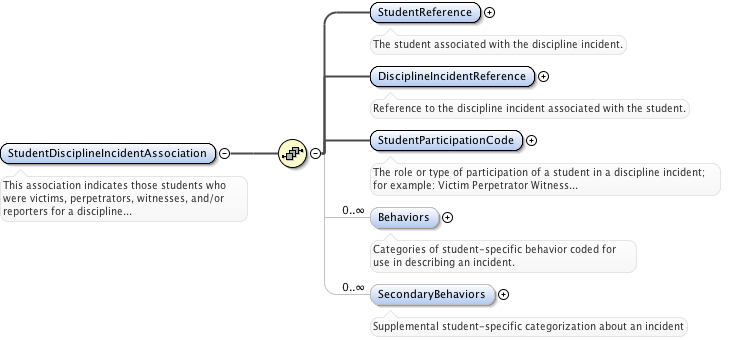 StudentReference
The student associated with the discipline incident.
DisciplineIncidentReference
Reference to the discipline incident associated with the student.
StudentParticipationCode
The role or type of participation of a student in a discipline incident;
for example: Victim Perpetrator Witness...
StudentDisciplineIncidentAssociation
This association indicates those students who
were victims, perpetrators, witnesses, and/or
reporters for a discipline...
0..∞
Behaviors
Categories of student-specific behavior coded for
use in describing an incident.
0..∞
SecondaryBehaviors
Supplemental student-specific categorization about an incident